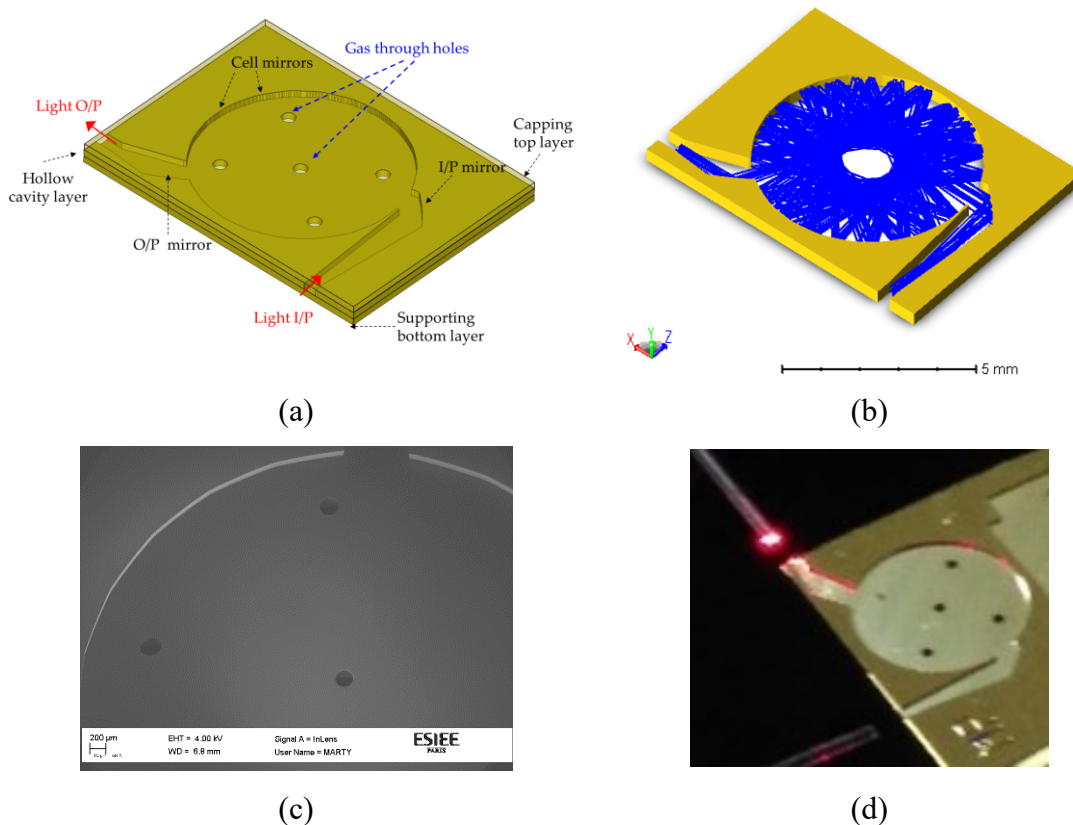 Gas through holes
Cell mirrors
Light O/P
Capping
top layer
I/P mirror
Hollow
cavity layer
O/P mirror
Light I/P
Supporting
bottom layer
X
Y
Z
5 mm
(a)
(b)
200 µm
EHT = 4.00 kV
WD = 6.8 mm
Signal A = InLens
User Name = MARTY
ESIEE
PARIS
(c)
(d)